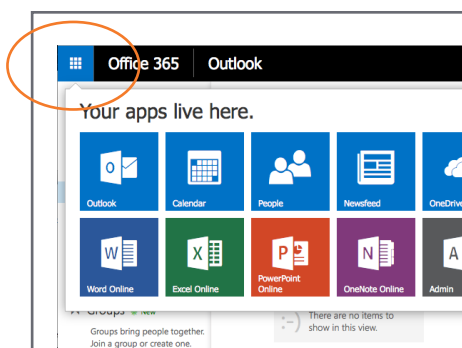 Office 365 Outlook
Your apps live here.
Outlook Calendar People Newsfeed OneDrive
Word Online Excel Online PowerPoint Online OneNote Online Admin
Groups NEW
Groups bring people together.
Join a group or create one.
:-)
There are no items to
show in this view.